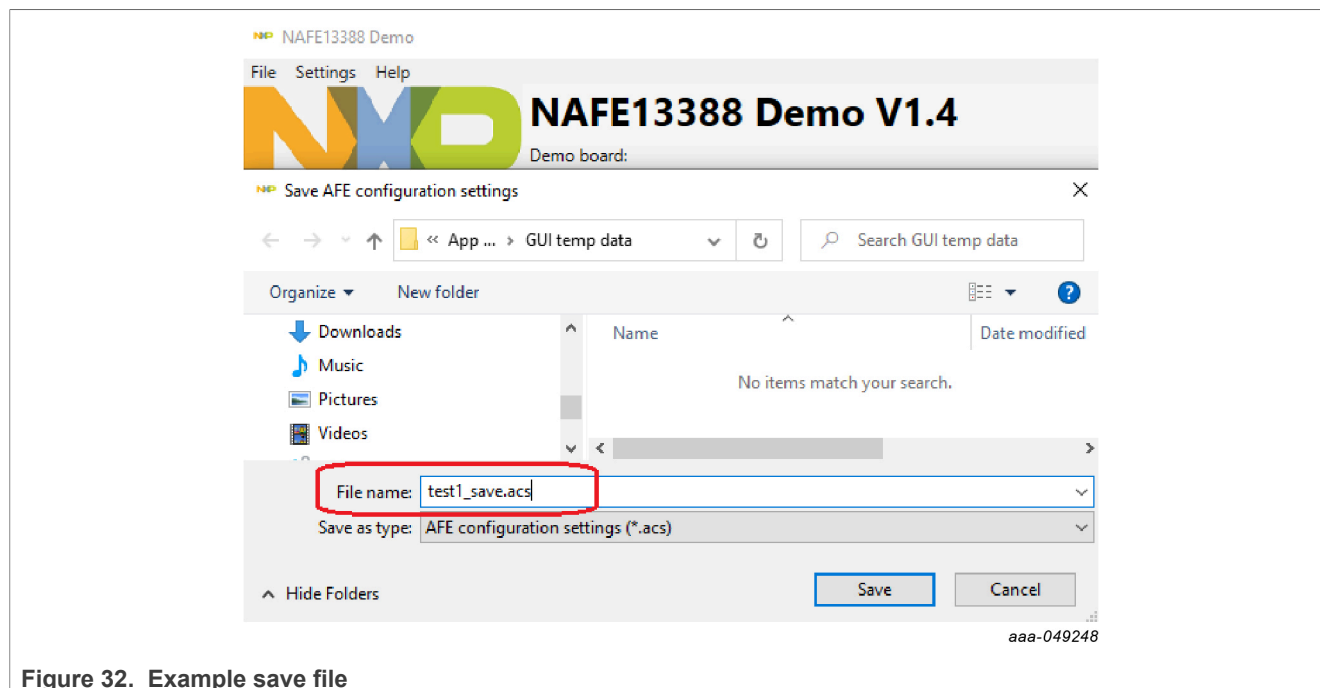 NXP NAFE13388 Demo
File Settings Help
NXP
NAFE13388 Demo V1.4
Demo board:
NXP Save AFE configuration settings
« App ... › GUI temp data
Search GUI temp data
Organize
New folder
?
Downloads
Music
Pictures
Videos
Name
Date modified
No items match your search.
File name: test1_save.acs
Save as type: AFE configuration settings (*.acs)
Hide Folders
Save
Cancel
aaa-049248
Figure 32. Example save file